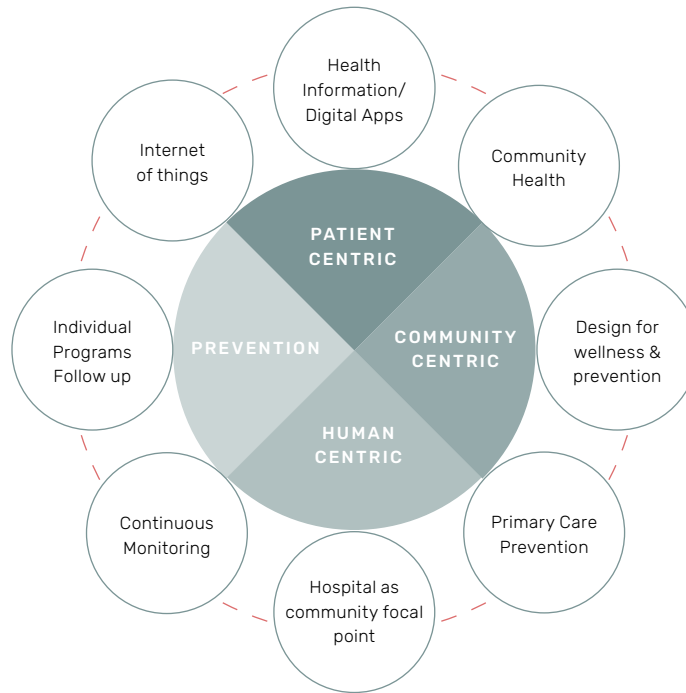 Health
Information/
Digital Apps
Community
Health
Design for
wellness &
prevention
Primary Care
Prevention
Hospital as
community focal
point
Continuous
Monitoring
Individual
Programs
Follow up
Internet
of things
PATIENT
CENTRIC
COMMUNITY
CENTRIC
HUMAN
CENTRIC
PREVENTION